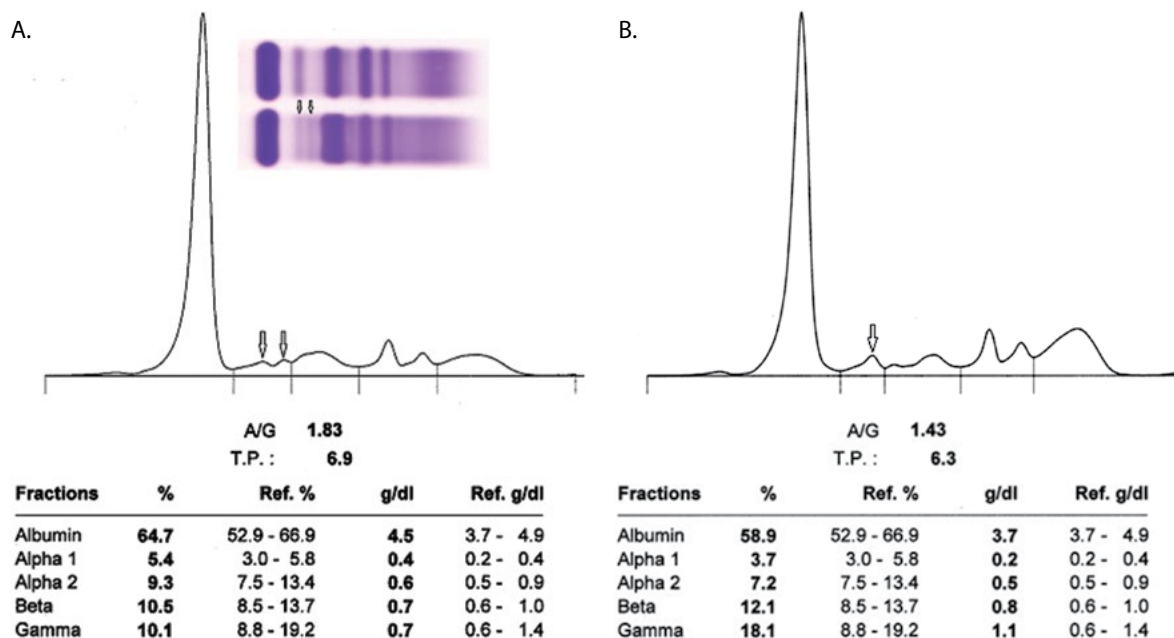 A.
A/G 1.83
T.P. : 6.9
Fractions % Ref. % g/dl Ref. g/dl
Albumin 64.7 52.9 - 66.9 4.5 3.7 - 4.9
Alpha 1 5.4 3.0 - 5.8 0.4 0.2 - 0.4
Alpha 2 9.3 7.5 - 13.4 0.6 0.5 - 0.9
Beta 10.5 8.5 - 13.7 0.7 0.6 - 1.0
Gamma 10.1 8.8 - 19.2 0.7 0.6 - 1.4
B.
A/G 1.43
T.P. : 6.3
Fractions % Ref. % g/dl Ref. g/dl
Albumin 58.9 52.9 - 66.9 3.7 3.7 - 4.9
Alpha 1 3.7 3.0 - 5.8 0.2 0.2 - 0.4
Alpha 2 7.2 7.5 - 13.4 0.5 0.5 - 0.9
Beta 12.1 8.5 - 13.7 0.8 0.6 - 1.0
Gamma 18.1 8.8 - 19.2 1.1 0.6 - 1.4